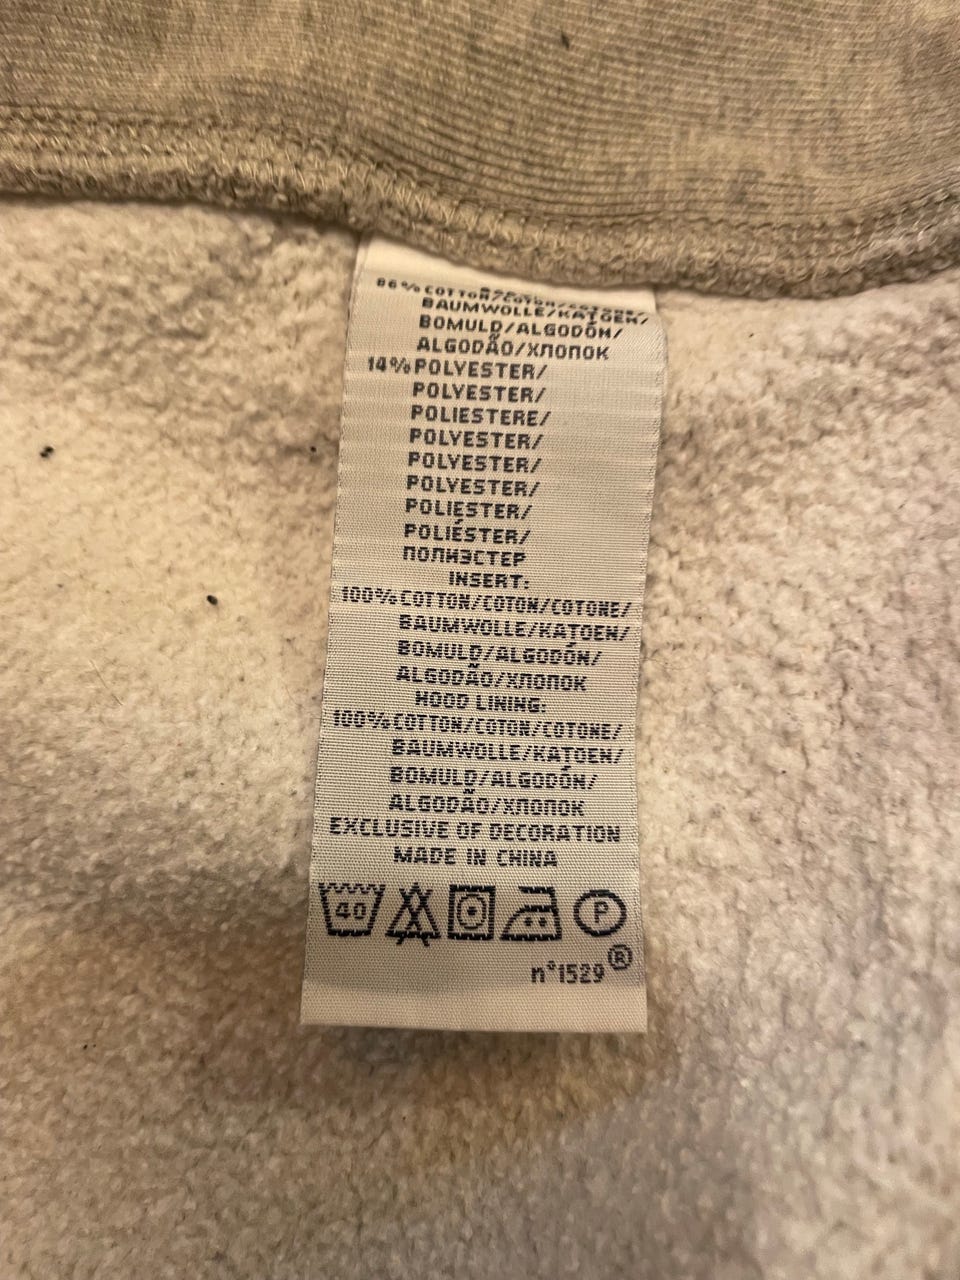 86% COTTON/COTON/COTONE/
BAUMWOLLE/KATOEN/
BOMULD/ALGODÓN/
ALGODÃO/ХЛОПОК
14% POLYESTER/
POLYESTER/
POLIESTERE/
POLYESTER/
POLYESTER/
POLYESTER/
POLIESTER/
POLIÉSTER/
ПОЛИЭСТЕР
INSERT:
100% COTTON/COTON/COTONE/
BAUMWOLLE/KATOEN/
BOMULD/ALGODÓN/
ALGODÃO/ХЛОПОК
HOOD LINING:
100% COTTON/COTON/COTONE/
BAUMWOLLE/KATOEN/
BOMULD/ALGODÓN/
ALGODÃO/ХЛОПОК
EXCLUSIVE OF DECORATION
MADE IN CHINA
40 P
n°1529®